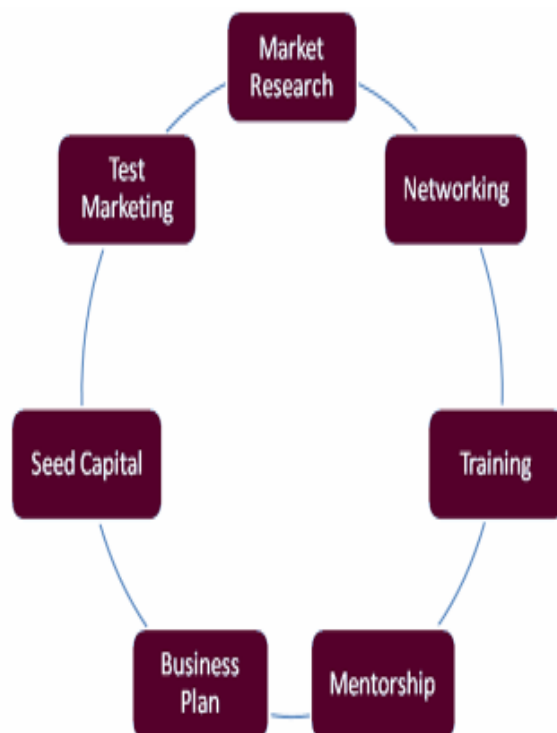 Market
Research
Networking
Training
Mentorship
Business
Plan
Seed Capital
Test
Marketing